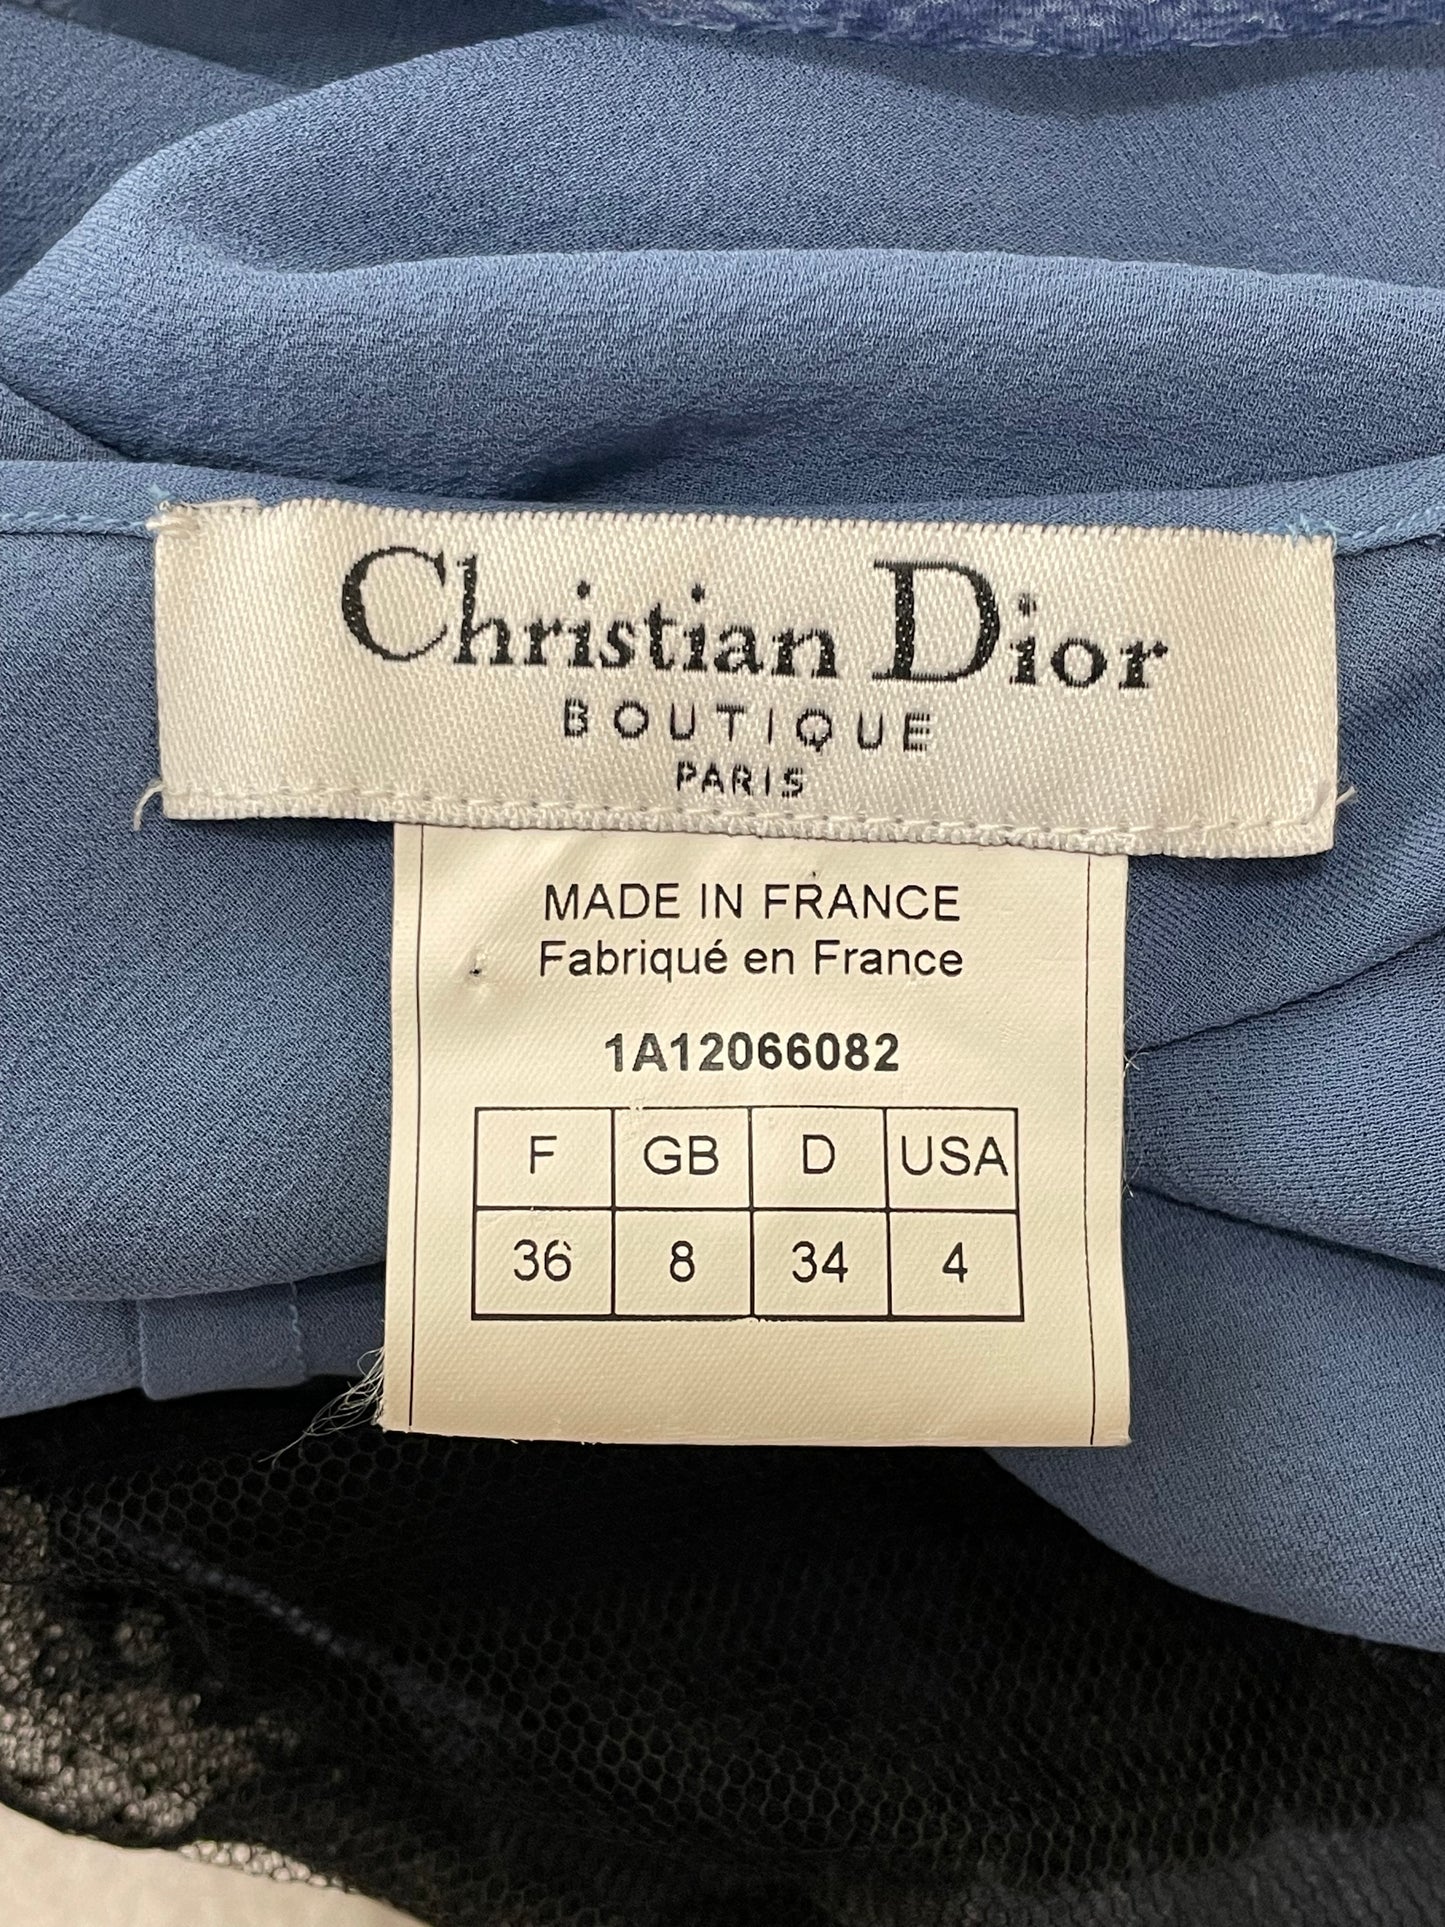 Christian Dior
BOUTIQUE
PARIS
MADE IN FRANCE
Fabriqué en France
1A12066082
F GB D USA
36 8 34 4